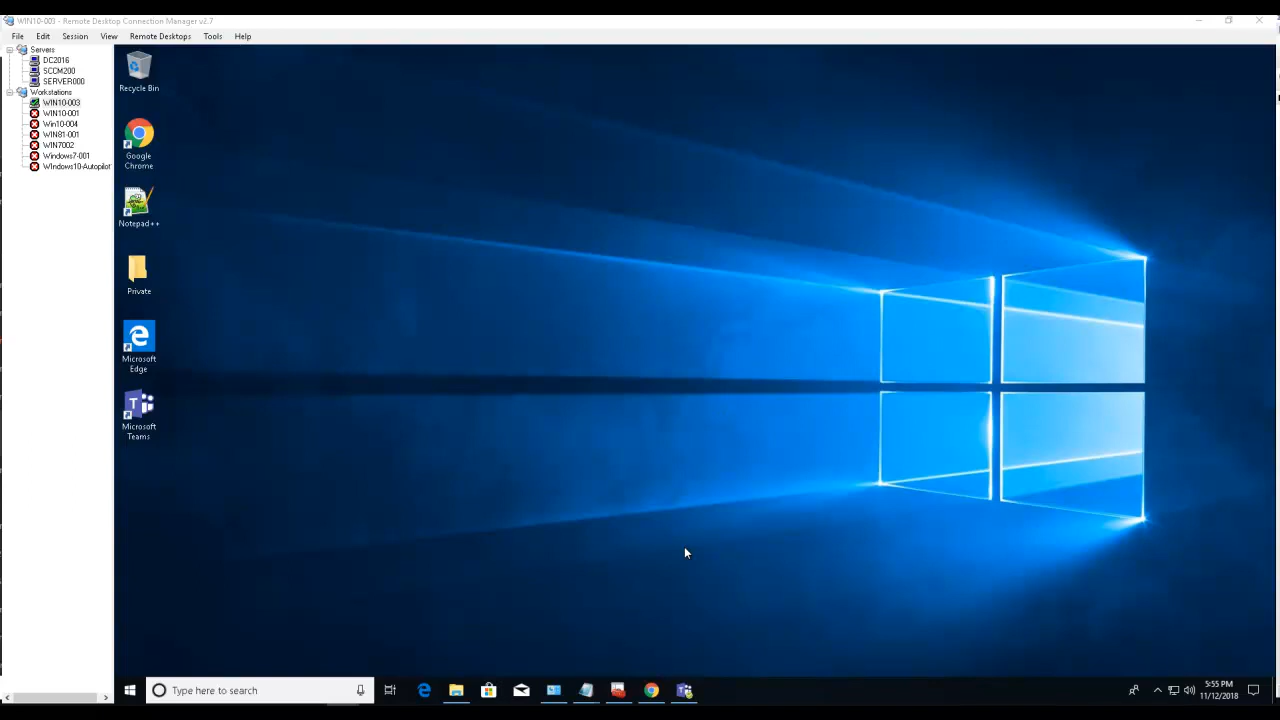 WIN10-003 - Remote Desktop Connection Manager v2.7
File Edit Session View Remote Desktops Tools Help
Servers
DC2016
SCCM200
SERVER000
Workstations
WIN10-003
WIN10-001
Win10-004
WIN81-001
WIN7002
Windows7-001
WIndows10-Autopilot
Recycle Bin
Google
Chrome
Notepad++
Private
Microsoft
Edge
Microsoft
Teams
Type here to search
5:55 PM
11/12/2018